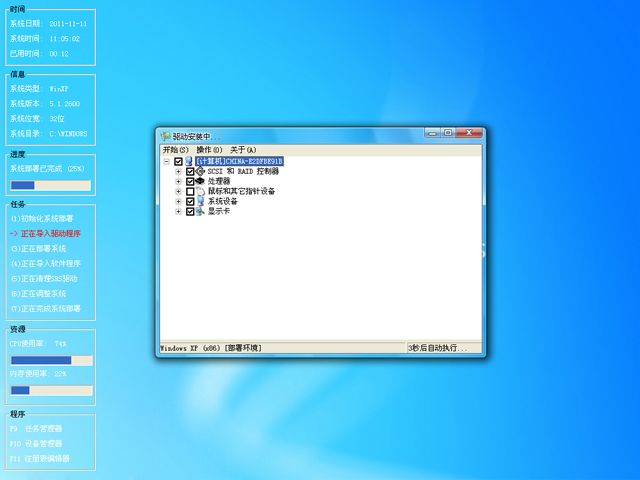 时间
系统日期: 2011-11-11
系统时间: 11:05:02
已用时间: 00:12
信息
系统类型: WinXP
系统版本: 5.1.2600
系统位宽: 32位
系统目录: C:\WINDOWS
进度
系统部署已完成 (25%)
任务
(1)初始化系统部署
-> 正在导入驱动程序
(3)正在部署系统
(4)正在导入软件程序
(5)正在清理SRS驱动
(6)正在调整系统
(7)正在完成系统部署
资源
CPU使用率: 74%
内存使用率: 22%
程序
F9 任务管理器
F10 设备管理器
F11 注册表编辑器
驱动安装中...
开始(S) 操作(O) 关于(A)
[计算机]CHINA-E2DFBE91B
SCSI 和 RAID 控制器
处理器
鼠标和其它指针设备
系统设备
显示卡
Windows XP (x86) [部署环境]
3秒后自动执行...